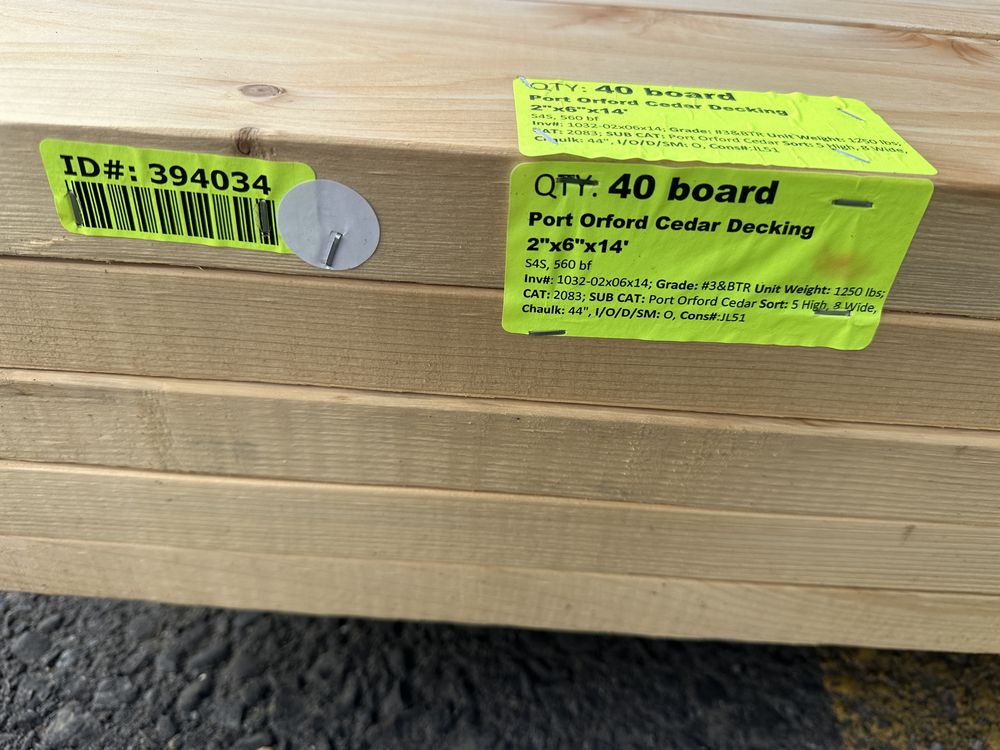 QTY: 40 board
Port Orford Cedar Decking
2"x6"x14'
S4S, 560 bf
Inv#: 1032-02x06x14; Grade: #3&BTR Unit Weight: 1250 lbs;
CAT: 2083; SUB CAT: Port Orford Cedar Sort: 5 High, 8 Wide,
Chaulk: 44", I/O/D/SM: O, Cons#:JL51
ID#: 394034
QTY: 40 board
Port Orford Cedar Decking
2"x6"x14'
S4S, 560 bf
Inv#: 1032-02x06x14; Grade: #3&BTR Unit Weight: 1250 lbs;
CAT: 2083; SUB CAT: Port Orford Cedar Sort: 5 High, 8 Wide,
Chaulk: 44", I/O/D/SM: O, Cons#:JL51